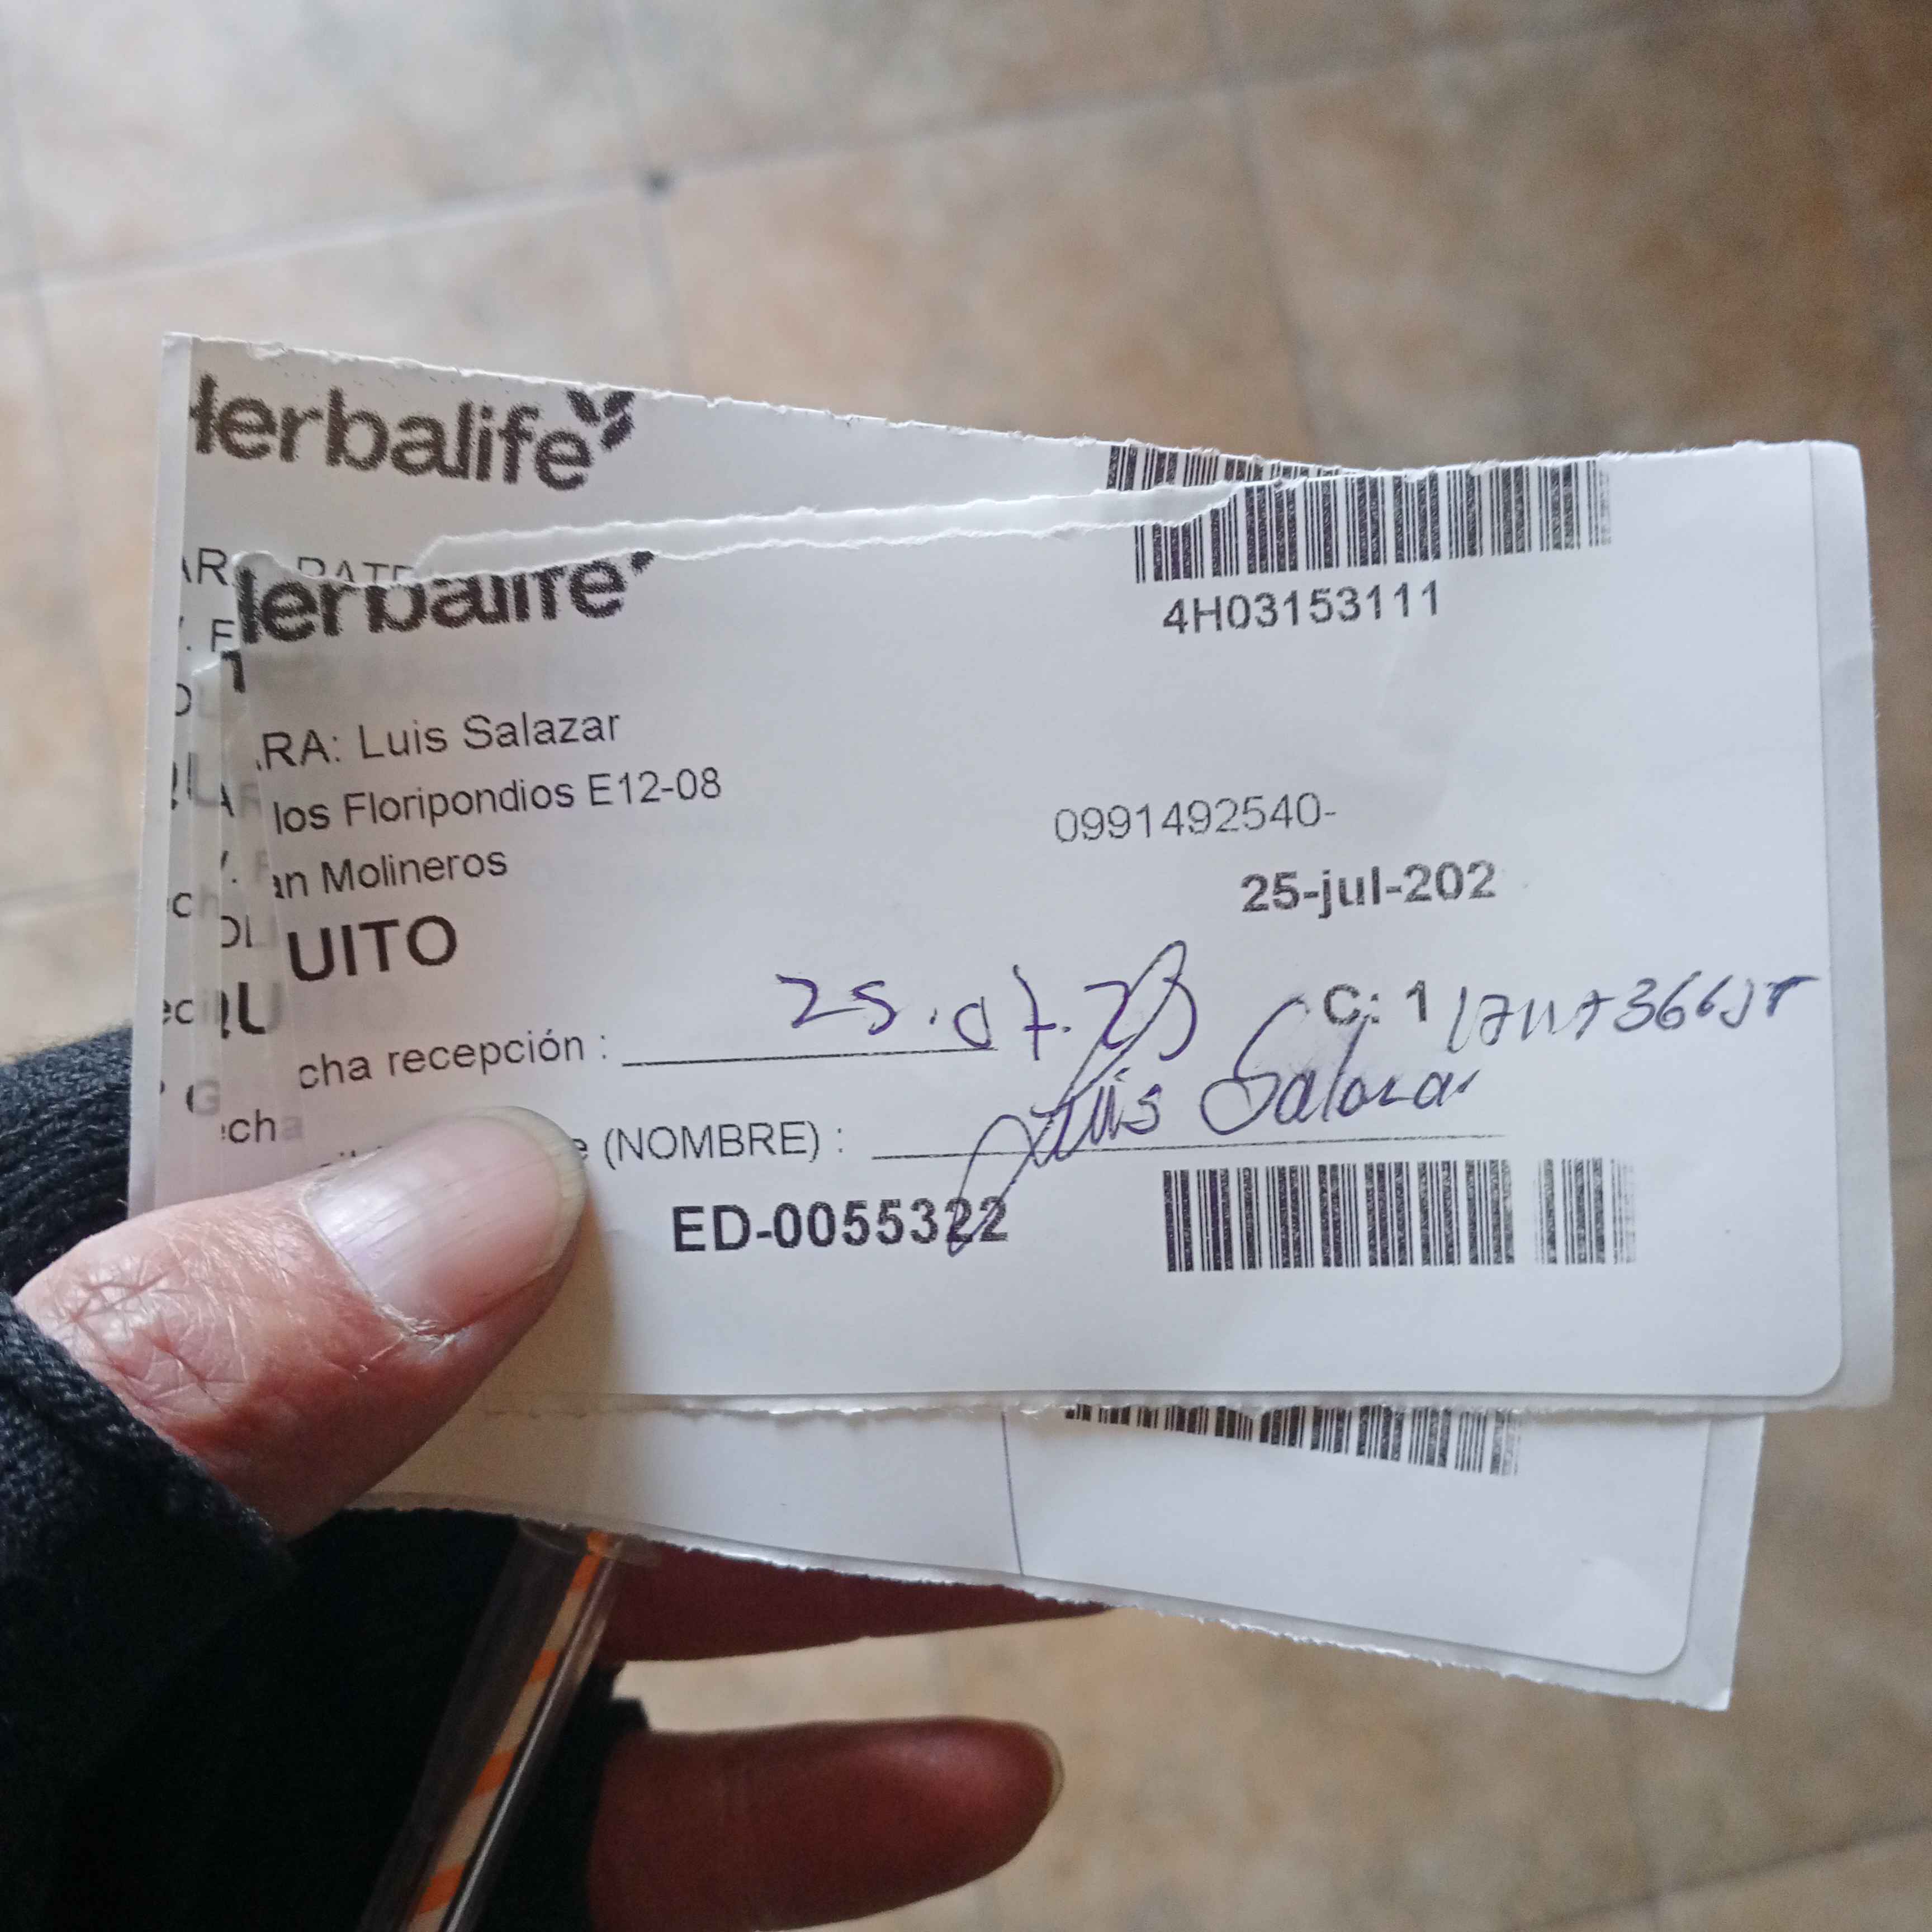 Herbalife
Herbalife
4H03153111
RA: Luis Salazar
los Floripondios E12-08
0991492540-
an Molineros
25-jul-202
UITO
25.07.23
C: 1
cha recepción :
Luis Salazar
e (NOMBRE) :
ED-0055322